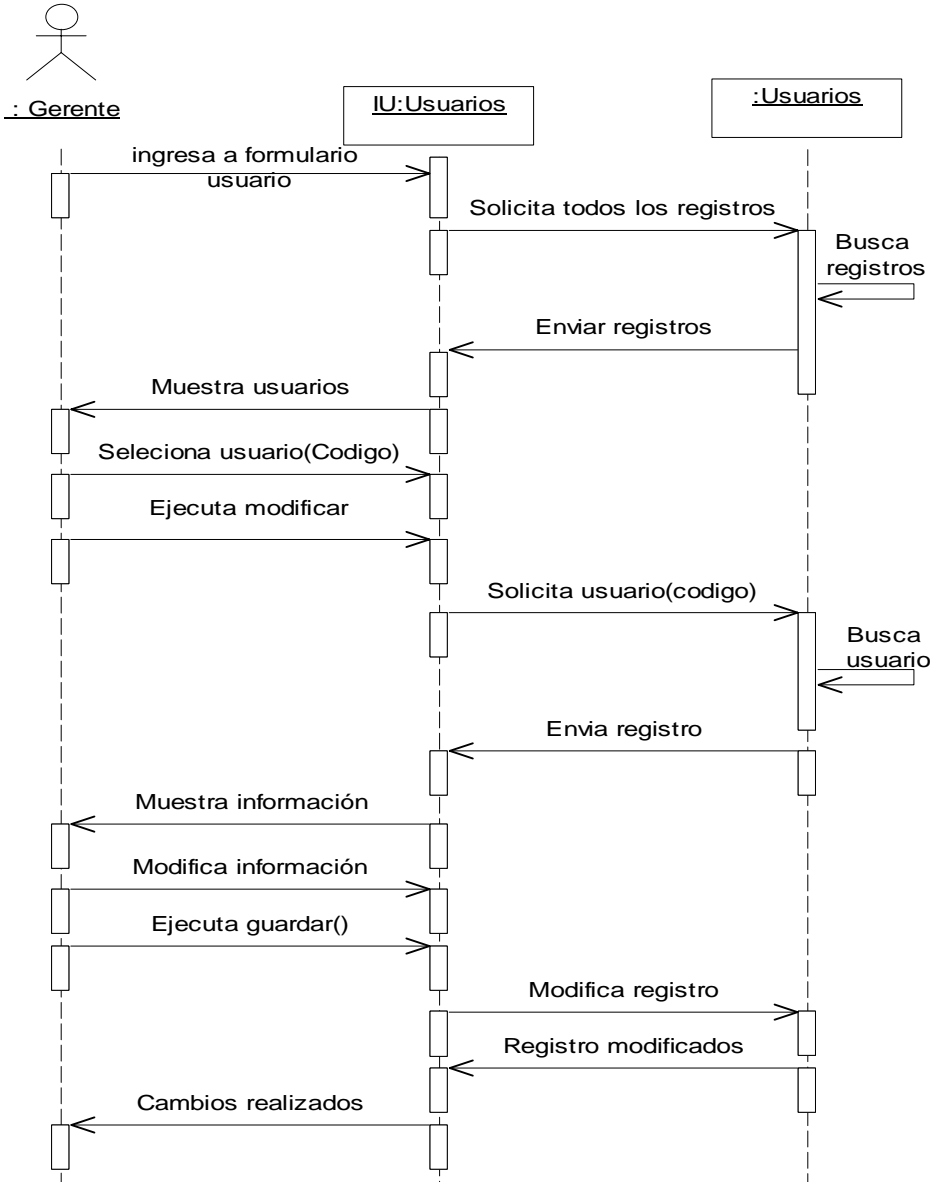 : Gerente
IU:Usuarios
:Usuarios
ingresa a formulario
usuario
Solicita todos los registros
Busca
registros
Enviar registros
Muestra usuarios
Seleciona usuario(Codigo)
Ejecuta modificar
Solicita usuario(codigo)
Busca
usuario
Envia registro
Muestra información
Modifica información
Ejecuta guardar()
Modifica registro
Registro modificados
Cambios realizados